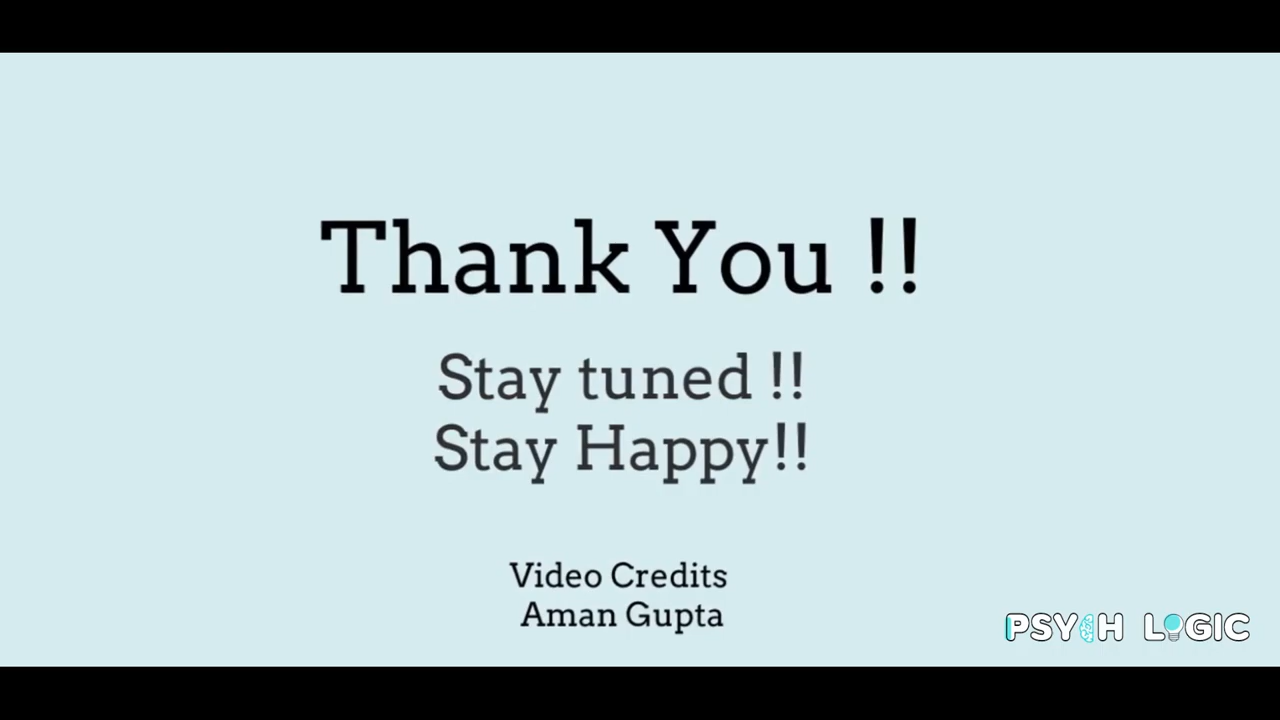 Thank You !!
Stay tuned !!
Stay Happy!!
Video Credits
Aman Gupta
PSYCH LOGIC